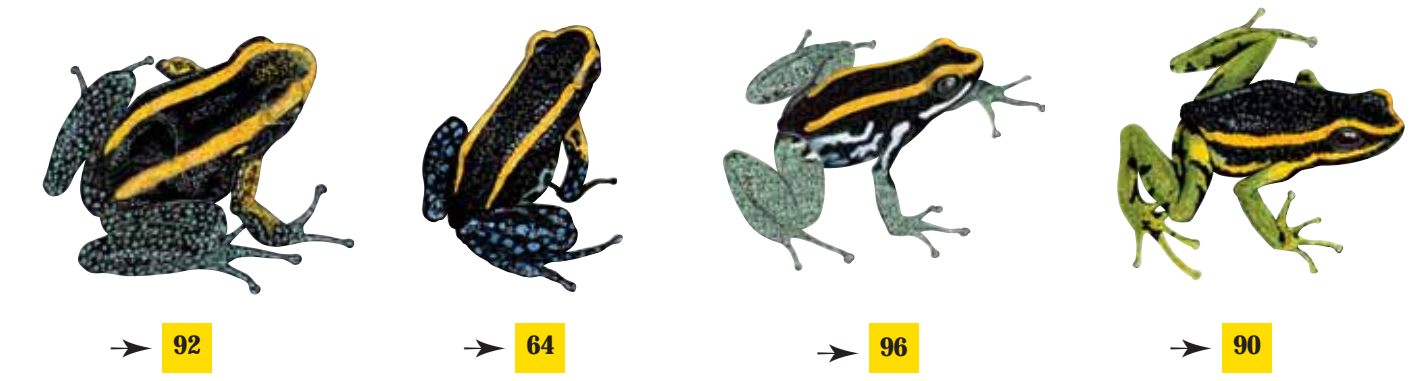 → 92
→ 64
→ 96
→ 90